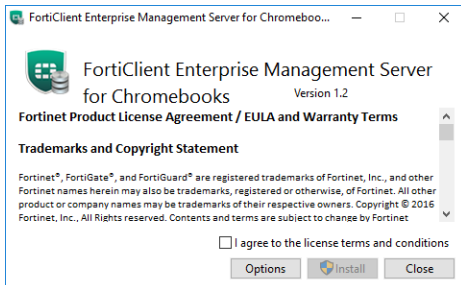 FortiClient Enterprise Management Server for Chromeboo...
FortiClient Enterprise Management Server
for Chromebooks
Version 1.2
Fortinet Product License Agreement / EULA and Warranty Terms
Trademarks and Copyright Statement
Fortinet®, FortiGate®, and FortiGuard® are registered trademarks of Fortinet, Inc., and other
Fortinet names herein may also be trademarks, registered or otherwise, of Fortinet. All other
product or company names may be trademarks of their respective owners. Copyright © 2016
Fortinet, Inc., All Rights reserved. Contents and terms are subject to change by Fortinet
I agree to the license terms and conditions
Options
Install
Close